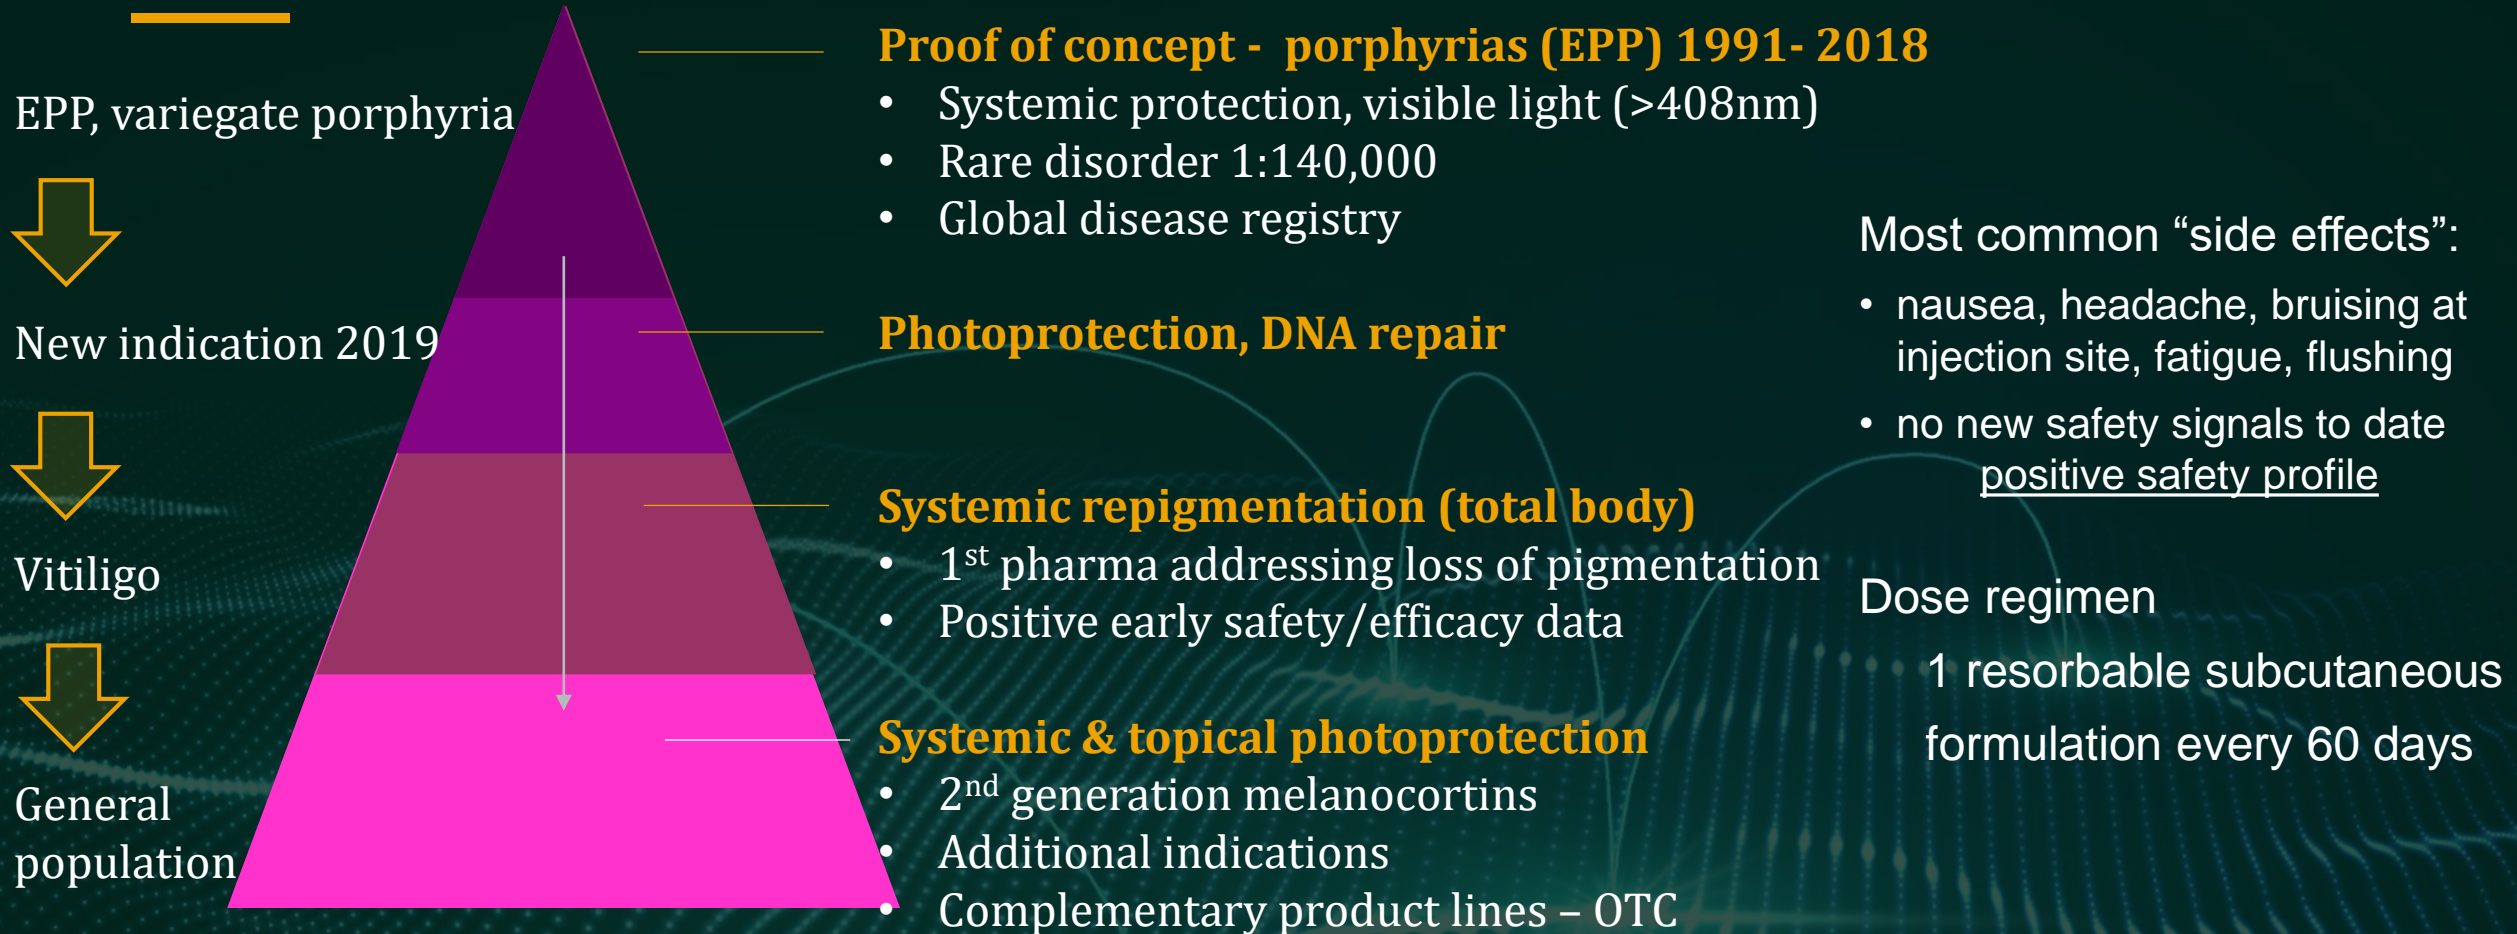 EPP, variegate porphyria
New indication 2019
Vitiligo
General
population
Proof of concept -  porphyrias (EPP) 1991- 2018
• Systemic protection, visible light (>408nm)
• Rare disorder 1:140,000
• Global disease registry
Photoprotection, DNA repair
Systemic repigmentation (total body)
• 1st pharma addressing loss of pigmentation
• Positive early safety/efficacy data
Systemic & topical photoprotection
• 2nd generation melanocortins
• Additional indications
• Complementary product lines – OTC
Most common “side effects”:
• nausea, headache, bruising at
injection site, fatigue, flushing
• no new safety signals to date
positive safety profile
Dose regimen
1 resorbable subcutaneous
formulation every 60 days